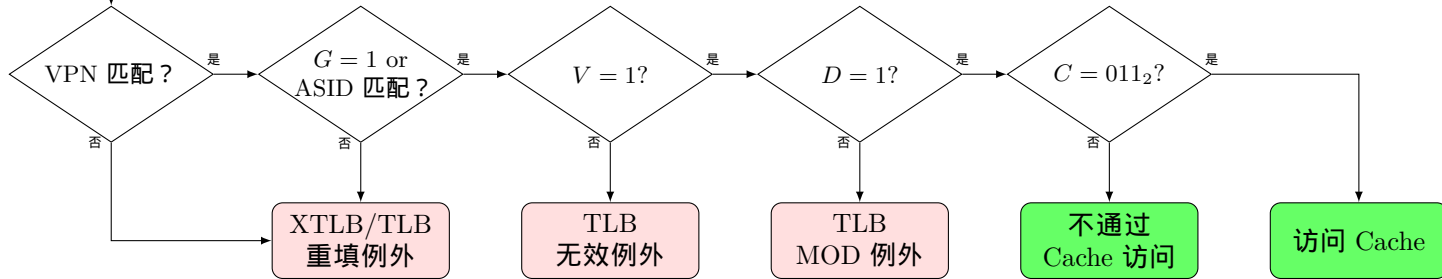 VPN 匹配？
是
G = 1 or
ASID 匹配？
是
V = 1?
是
D = 1?
是
C = 011₂?
是
否
否
否
否
否
XTLB/TLB
重填例外
TLB
无效例外
TLB
MOD 例外
不通过
Cache 访问
访问 Cache